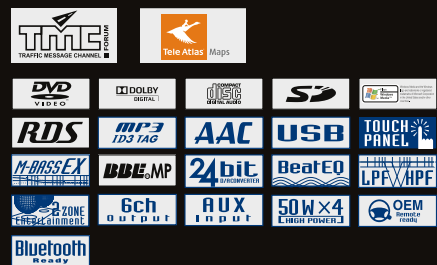 TMC FORUM
TRAFFIC MESSAGE CHANNEL
Tele Atlas Maps
DVD
VIDEO
DOLBY
DIGITAL
COMPACT
disc
DIGITAL AUDIO
SD
RDS
MP3
ID3 TAG
AAC
USB
TOUCH
PANEL
M-BASS EX
BBE MP
24bit
D/A CONVERTER
BeatEQ
LPF HPF
2 ZONE
Entertainment
6ch
Output
AUX
Input
50W×4
HIGH POWER
OEM
Remote
ready
Bluetooth
Ready